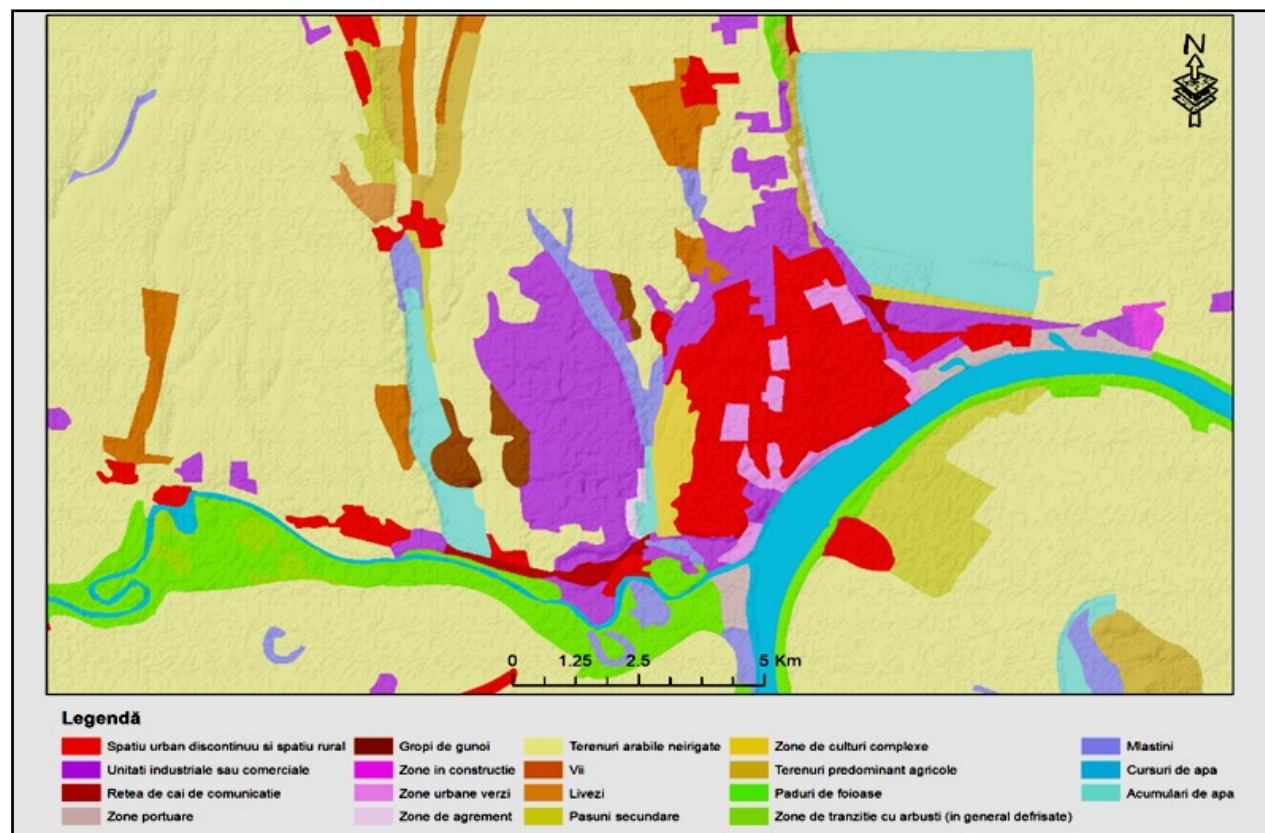 N
0 1.25 2.5 5 Km
Legendă
Spatiu urban discontinuu si spatiu rural
Unitati industriale sau comerciale
Retea de cai de comunicatie
Zone portuare
Gropi de gunoi
Zone in constructie
Zone urbane verzi
Zone de agrement
Terenuri arabile neirigate
Vii
Livezi
Pasuni secundare
Zone de culturi complexe
Terenuri predominant agricole
Paduri de foioase
Zone de tranzitie cu arbusti (in general defrisate)
Mlastini
Cursuri de apa
Acumulari de apa